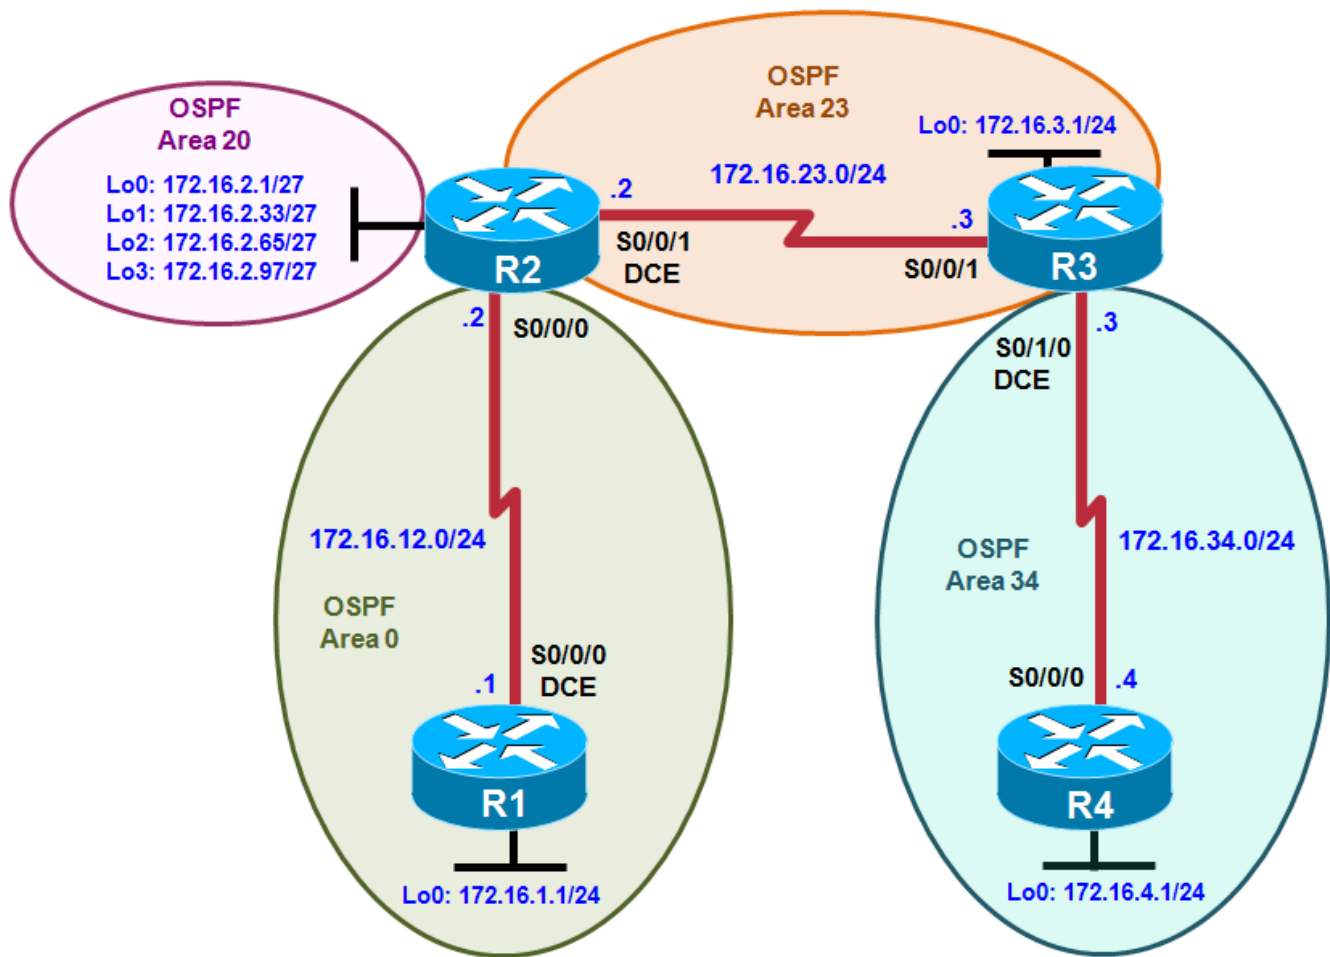 OSPF
Area 20
Lo0: 172.16.2.1/27
Lo1: 172.16.2.33/27
Lo2: 172.16.2.65/27
Lo3: 172.16.2.97/27
OSPF
Area 23
Lo0: 172.16.3.1/24
172.16.23.0/24
.2
S0/0/1
DCE
.3
S0/0/1
R2
R3
.2
S0/0/0
.3
S0/1/0
DCE
172.16.12.0/24
OSPF
Area 0
172.16.34.0/24
OSPF
Area 34
S0/0/0
DCE
.1
S0/0/0
.4
R1
R4
Lo0: 172.16.1.1/24
Lo0: 172.16.4.1/24